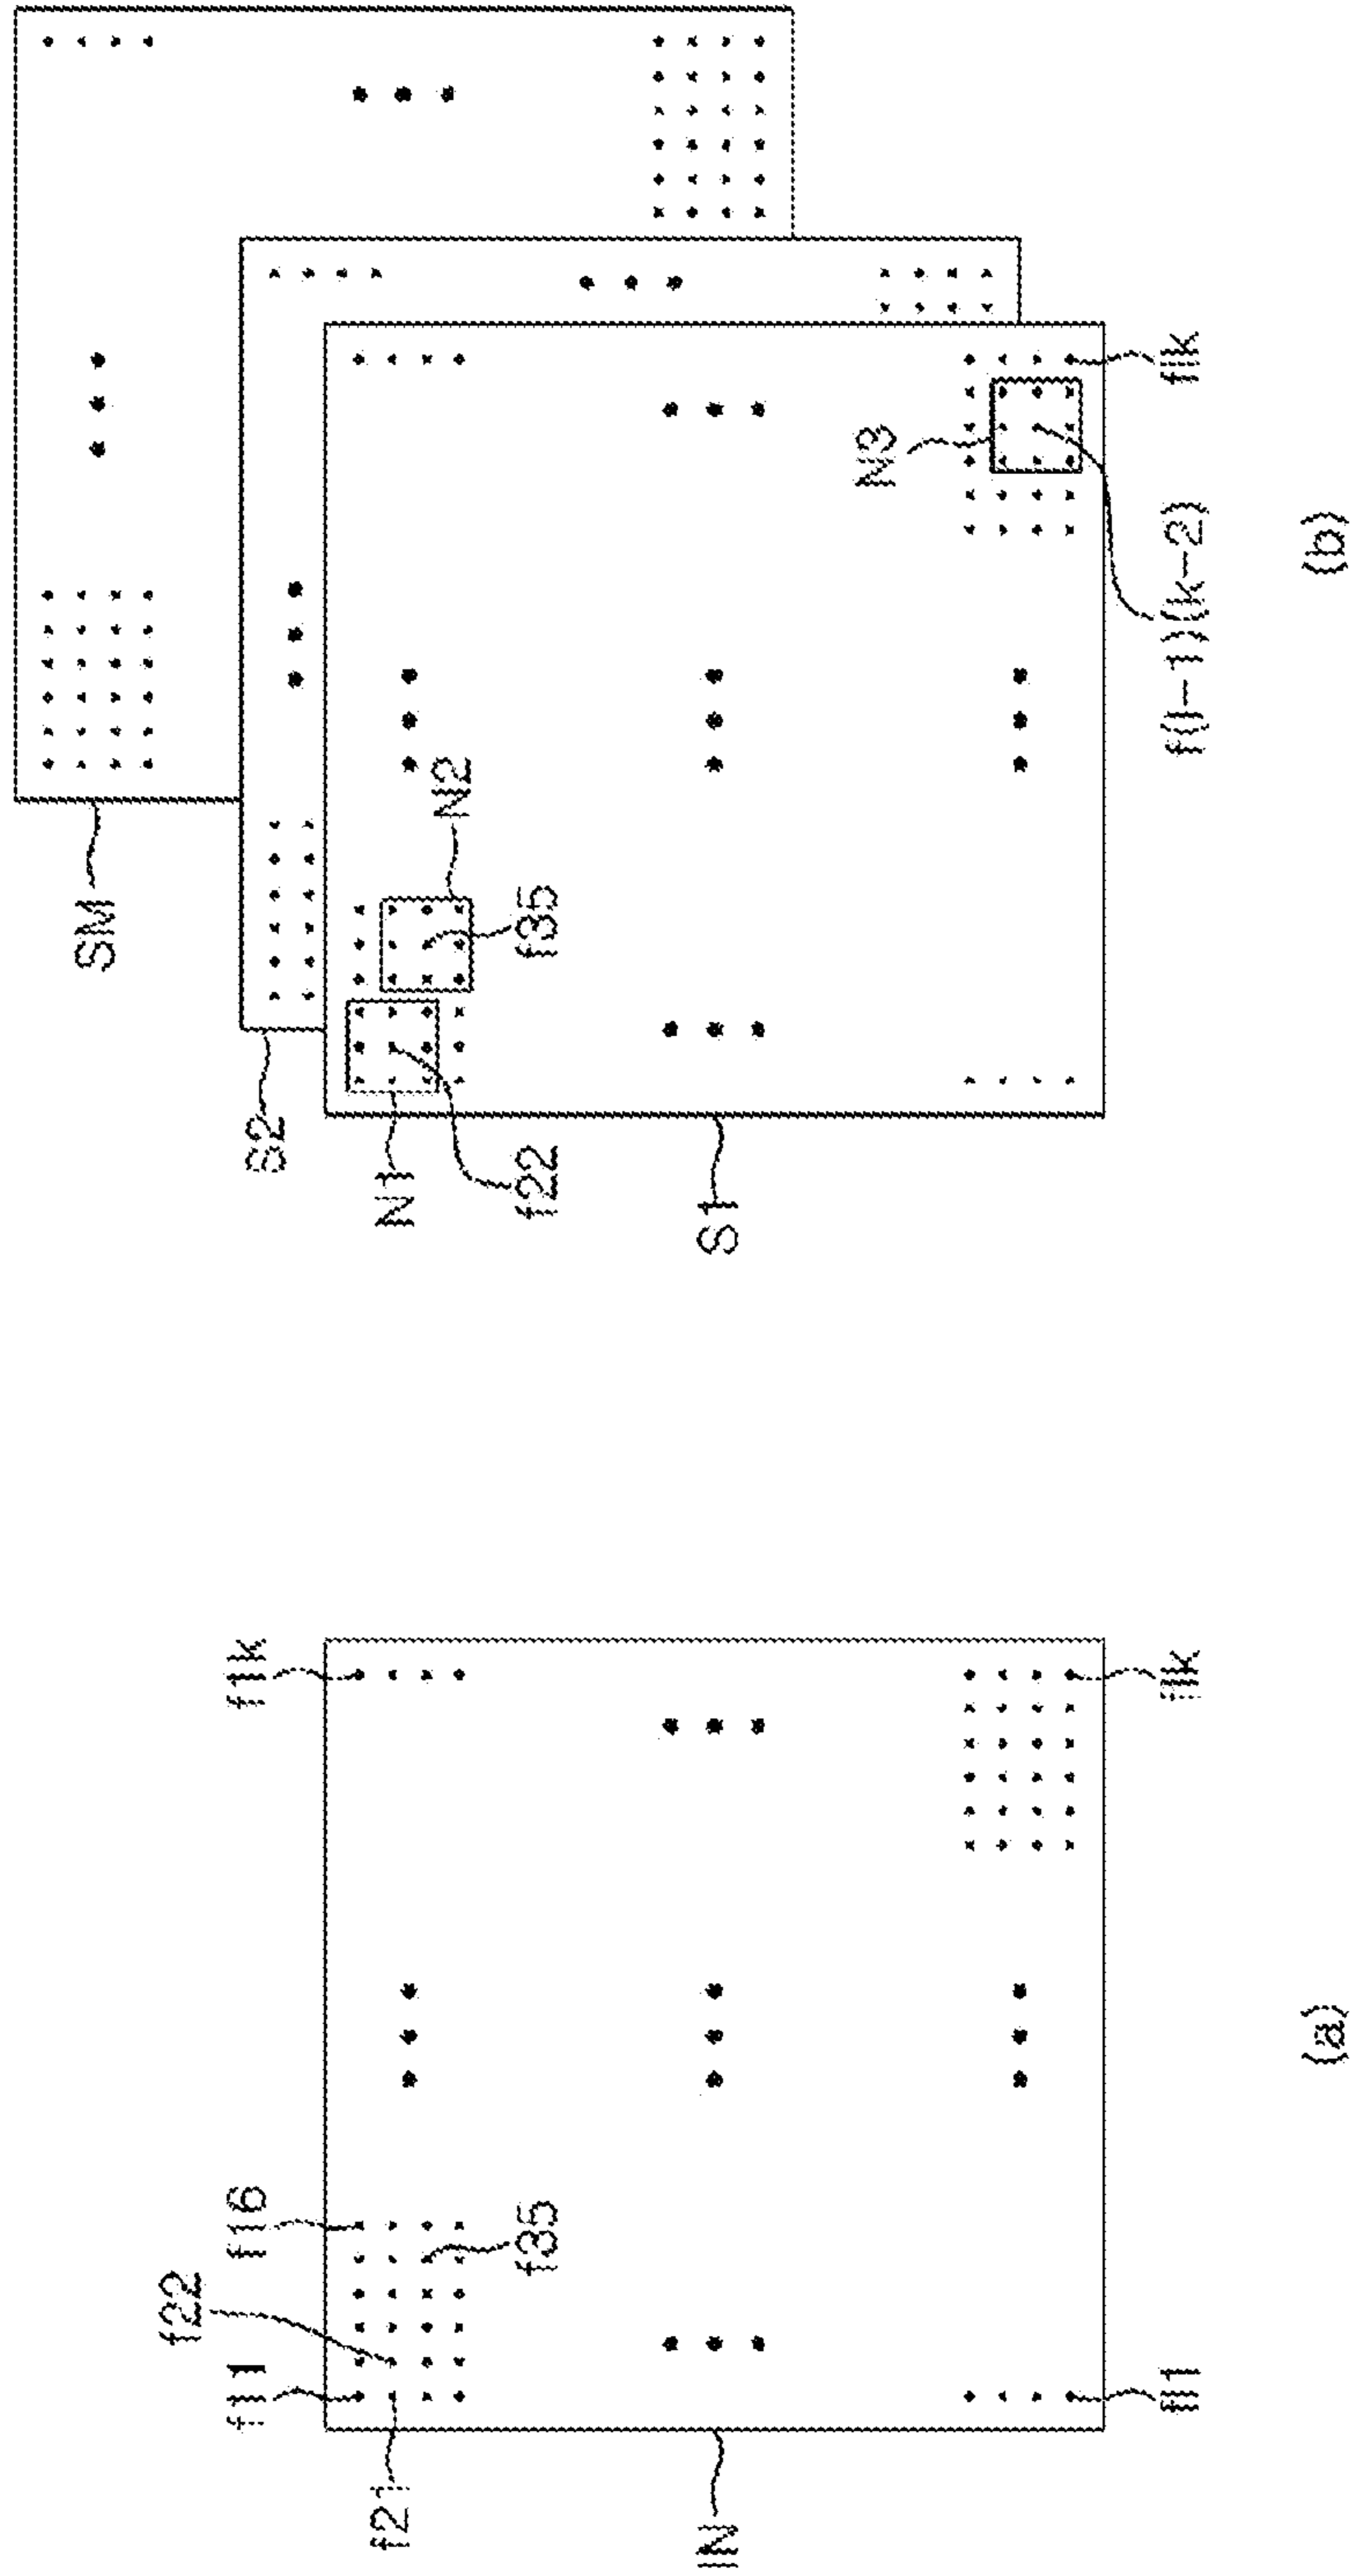 f11
f22
f16
f1k
f21
f35
IN
fl1
flk
(a)
SM
S2
N1
f22
N2
f35
S1
N3
f(l-1)(k-2)
flk
(b)